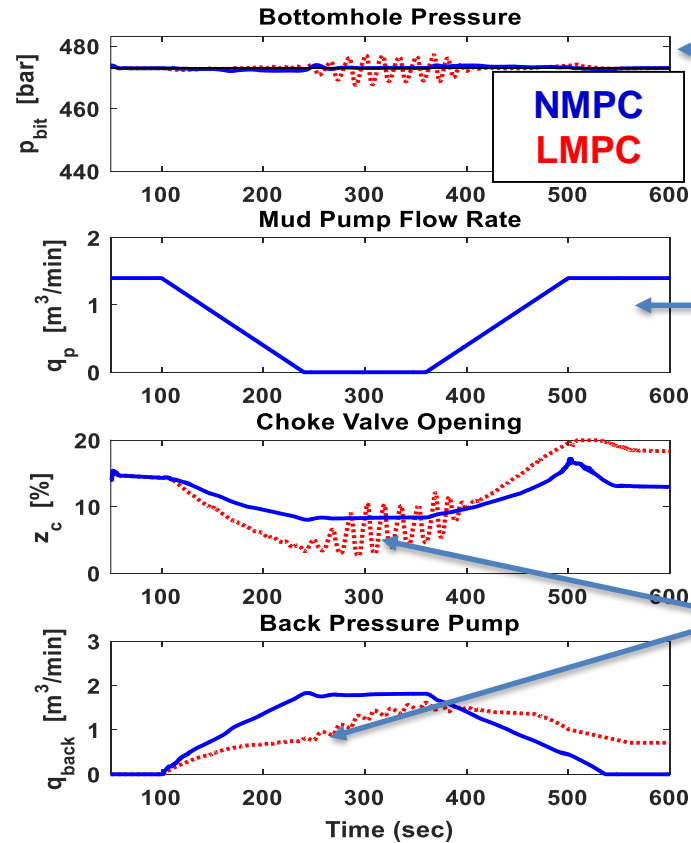 Bottomhole Pressure
p_bit [bar]
480
460
440
NMPC
LMPC
100 200 300 400 500 600
Mud Pump Flow Rate
q_p [m^3/min]
2
1
0
100 200 300 400 500 600
Choke Valve Opening
z_c [%]
20
10
0
100 200 300 400 500 600
Back Pressure Pump
q_back [m^3/min]
3
2
1
0
100 200 300 400 500 600
Time (sec)